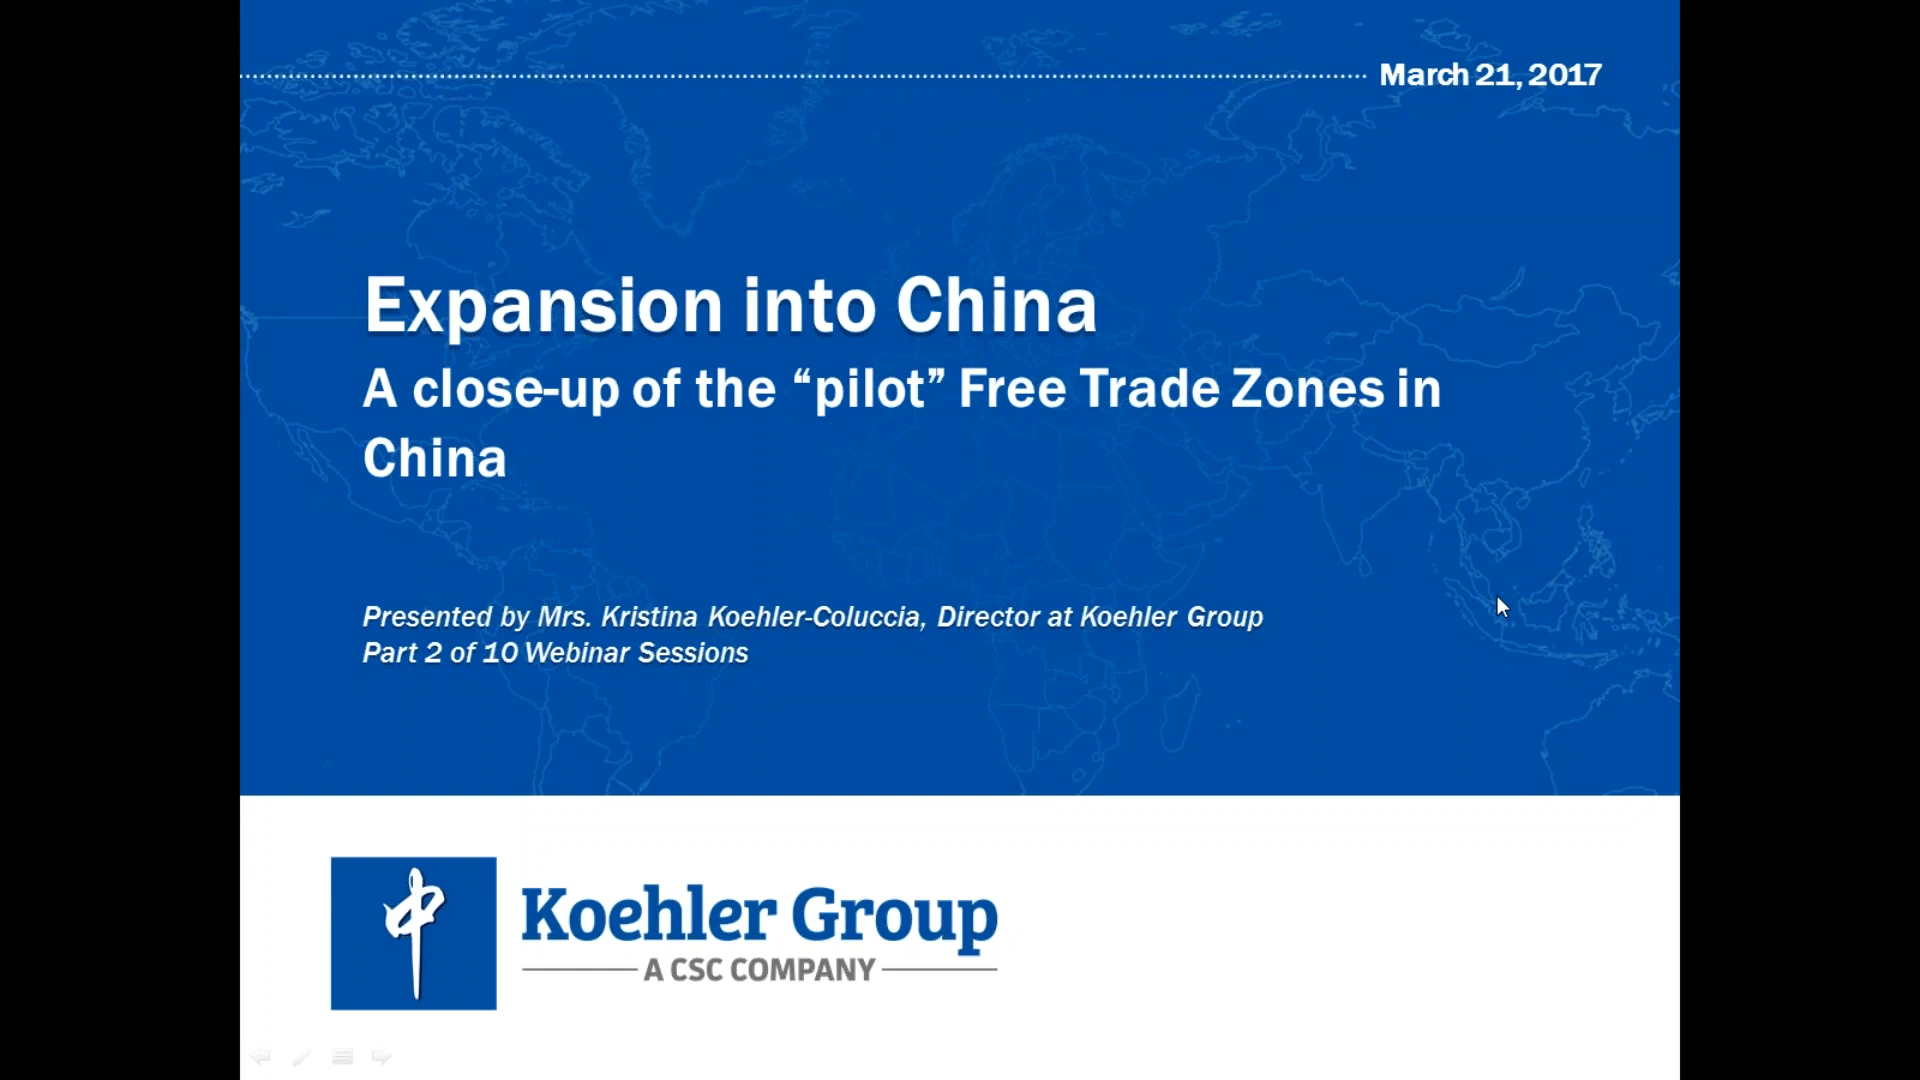 March 21, 2017
Expansion into China
A close-up of the “pilot” Free Trade Zones in
China
Presented by Mrs. Kristina Koehler-Coluccia, Director at Koehler Group
Part 2 of 10 Webinar Sessions
中
Koehler Group
A CSC COMPANY